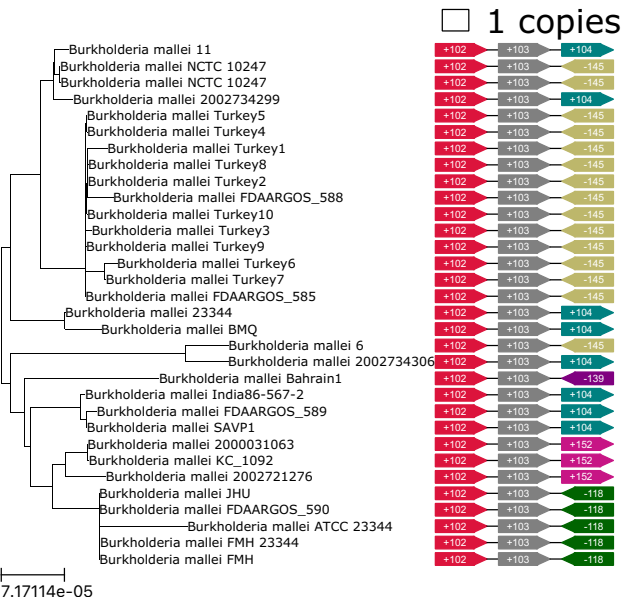 1 copies
Burkholderia mallei 11 +102 +103 +104
Burkholderia mallei NCTC 10247 +102 +103 -145
Burkholderia mallei NCTC 10247 +102 +103 -145
Burkholderia mallei 2002734299 +102 +103 +104
Burkholderia mallei Turkey5 +102 +103 -145
Burkholderia mallei Turkey4 +102 +103 -145
Burkholderia mallei Turkey1 +102 +103 -145
Burkholderia mallei Turkey8 +102 +103 -145
Burkholderia mallei Turkey2 +102 +103 -145
Burkholderia mallei FDAARGOS_588 +102 +103 -145
Burkholderia mallei Turkey10 +102 +103 -145
Burkholderia mallei Turkey3 +102 +103 -145
Burkholderia mallei Turkey9 +102 +103 -145
Burkholderia mallei Turkey6 +102 +103 -145
Burkholderia mallei Turkey7 +102 +103 -145
Burkholderia mallei FDAARGOS_585 +102 +103 -145
Burkholderia mallei 23344 +102 +103 +104
Burkholderia mallei BMQ +102 +103 +104
Burkholderia mallei 6 +102 +103 -145
Burkholderia mallei 2002734306 +102 +103 +104
Burkholderia mallei Bahrain1 +102 +103 -139
Burkholderia mallei India86-567-2 +102 +103 +104
Burkholderia mallei FDAARGOS_589 +102 +103 +104
Burkholderia mallei SAVP1 +102 +103 +104
Burkholderia mallei 2000031063 +102 +103 +152
Burkholderia mallei KC_1092 +102 +103 +152
Burkholderia mallei 2002721276 +102 +103 +152
Burkholderia mallei JHU +102 +103 -118
Burkholderia mallei FDAARGOS_590 +102 +103 -118
Burkholderia mallei ATCC 23344 +102 +103 -118
Burkholderia mallei FMH 23344 +102 +103 -118
Burkholderia mallei FMH +102 +103 -118
7.17114e-05